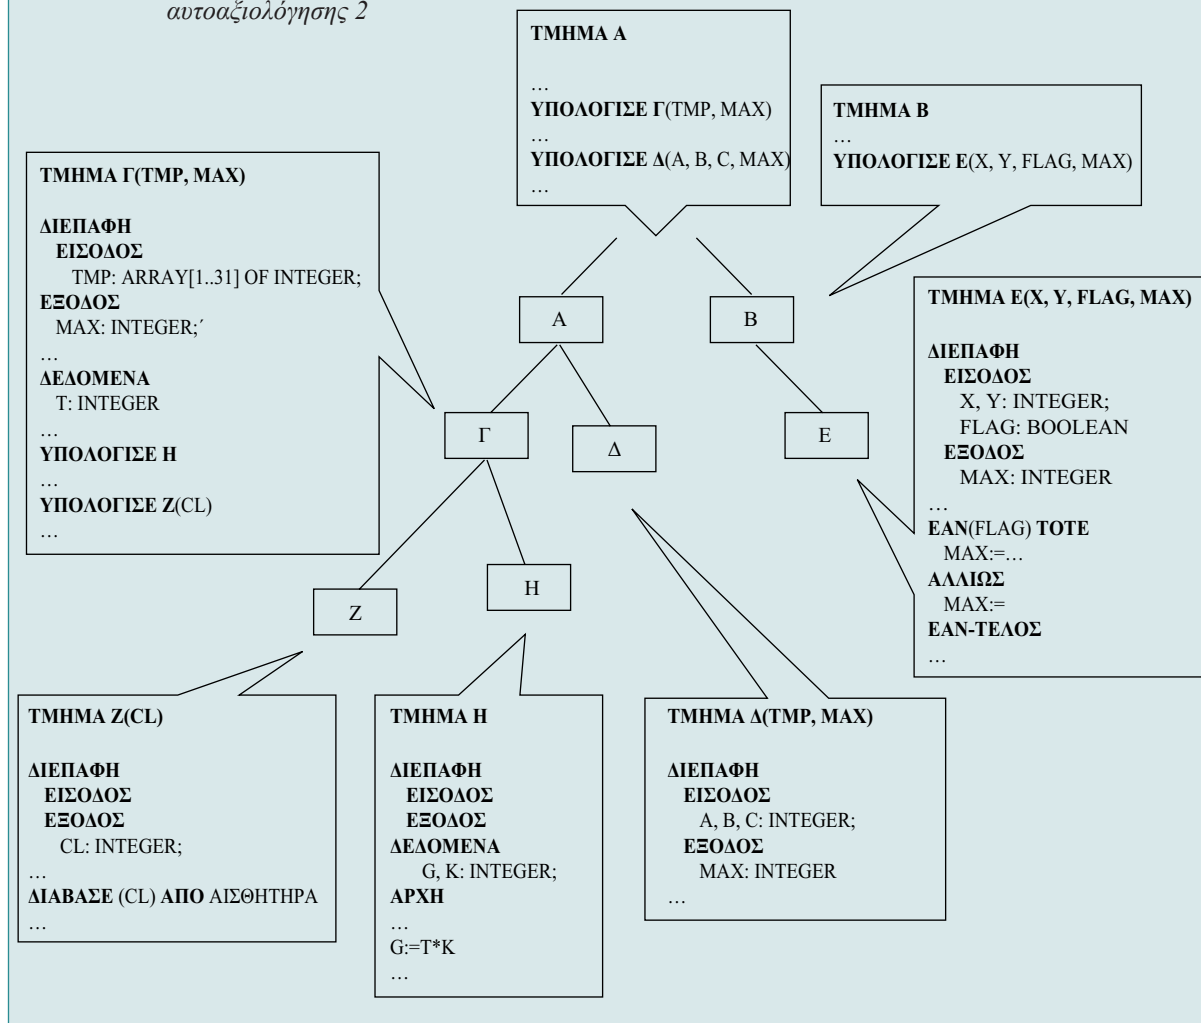 αυτοαξιολόγησης 2
ΤΜΗΜΑ Α
…
ΥΠΟΛΟΓΙΣΕ Γ(TMP, MAX)
…
ΥΠΟΛΟΓΙΣΕ Δ(A, B, C, MAX)
…
ΤΜΗΜΑ Β
…
ΥΠΟΛΟΓΙΣΕ Ε(X, Y, FLAG, MAX)
ΤΜΗΜΑ Γ(TMP, MAX)
ΔΙΕΠΑΦΗ
ΕΙΣΟΔΟΣ
TMP: ARRAY[1..31] OF INTEGER;
ΕΞΟΔΟΣ
MAX: INTEGER;΄
…
ΔΕΔΟΜΕΝΑ
T: INTEGER
…
ΥΠΟΛΟΓΙΣΕ Η
…
ΥΠΟΛΟΓΙΣΕ Ζ(CL)
…
ΤΜΗΜΑ Ε(X, Y, FLAG, MAX)
ΔΙΕΠΑΦΗ
ΕΙΣΟΔΟΣ
X, Y: INTEGER;
FLAG: BOOLEAN
ΕΞΟΔΟΣ
MAX: INTEGER
…
ΕΑΝ(FLAG) ΤΟΤΕ
MAX:=…
ΑΛΛΙΩΣ
MAX:=
ΕΑΝ-ΤΕΛΟΣ
…
Α
Β
Γ
Δ
Ε
Ζ
Η
ΤΜΗΜΑ Ζ(CL)
ΔΙΕΠΑΦΗ
ΕΙΣΟΔΟΣ
ΕΞΟΔΟΣ
CL: INTEGER;
…
ΔΙΑΒΑΣΕ (CL) ΑΠΟ ΑΙΣΘΗΤΗΡΑ
…
ΤΜΗΜΑ Η
ΔΙΕΠΑΦΗ
ΕΙΣΟΔΟΣ
ΕΞΟΔΟΣ
ΔΕΔΟΜΕΝΑ
G, K: INTEGER;
ΑΡΧΗ
…
G:=T*K
…
ΤΜΗΜΑ Δ(TMP, MAX)
ΔΙΕΠΑΦΗ
ΕΙΣΟΔΟΣ
A, B, C: INTEGER;
ΕΞΟΔΟΣ
MAX: INTEGER
…